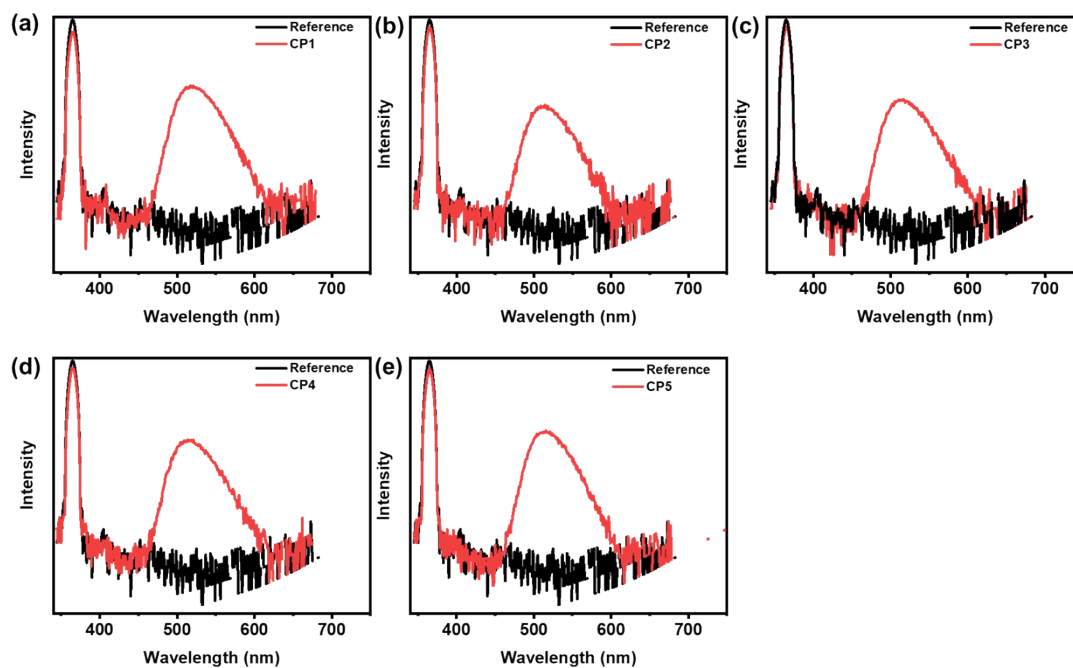 (a)
Reference
CP1
Intensity
400 500 600 700
Wavelength (nm)
(b)
Reference
CP2
Intensity
400 500 600 700
Wavelength (nm)
(c)
Reference
CP3
Intensity
400 500 600 700
Wavelength (nm)
(d)
Reference
CP4
Intensity
400 500 600 700
Wavelength (nm)
(e)
Reference
CP5
Intensity
400 500 600 700
Wavelength (nm)